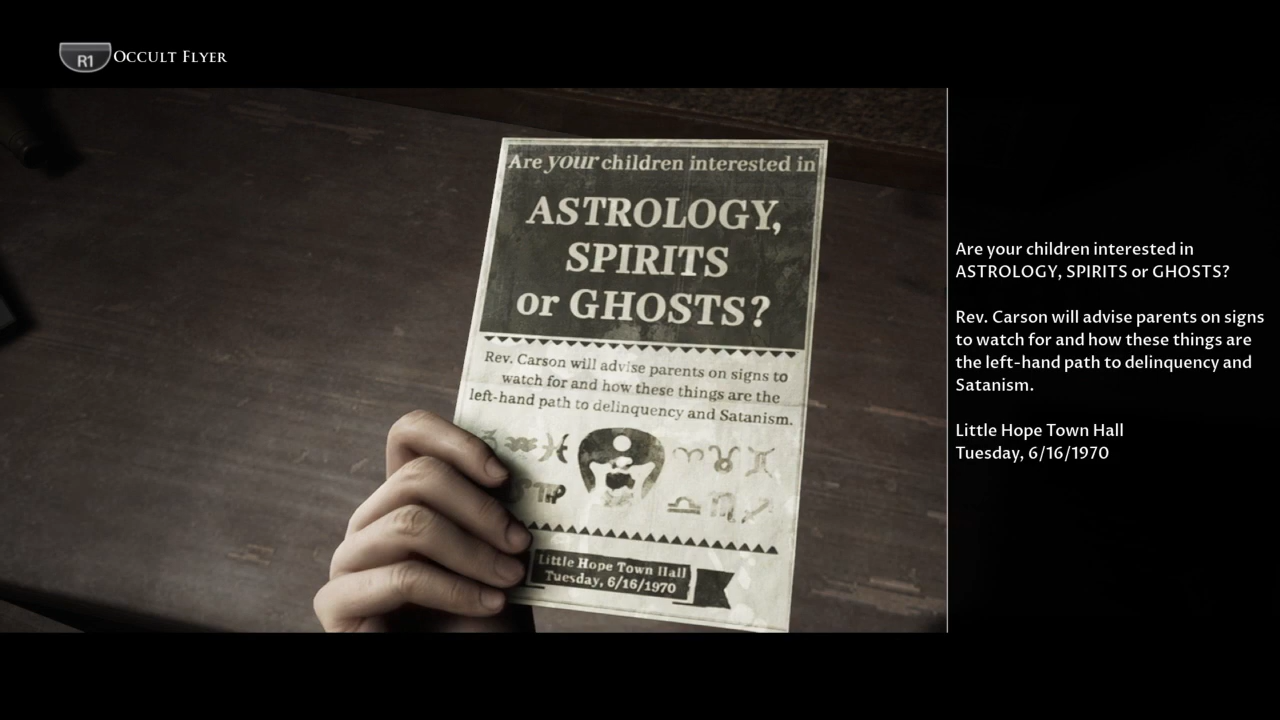 R1 OCCULT FLYER
Are your children interested in
ASTROLOGY,
SPIRITS
or GHOSTS?
Rev. Carson will advise parents on signs to
watch for and how these things are the
left-hand path to delinquency and Satanism.
Little Hope Town Hall
Tuesday, 6/16/1970
Are your children interested in
ASTROLOGY, SPIRITS or GHOSTS?
Rev. Carson will advise parents on signs
to watch for and how these things are
the left-hand path to delinquency and
Satanism.
Little Hope Town Hall
Tuesday, 6/16/1970